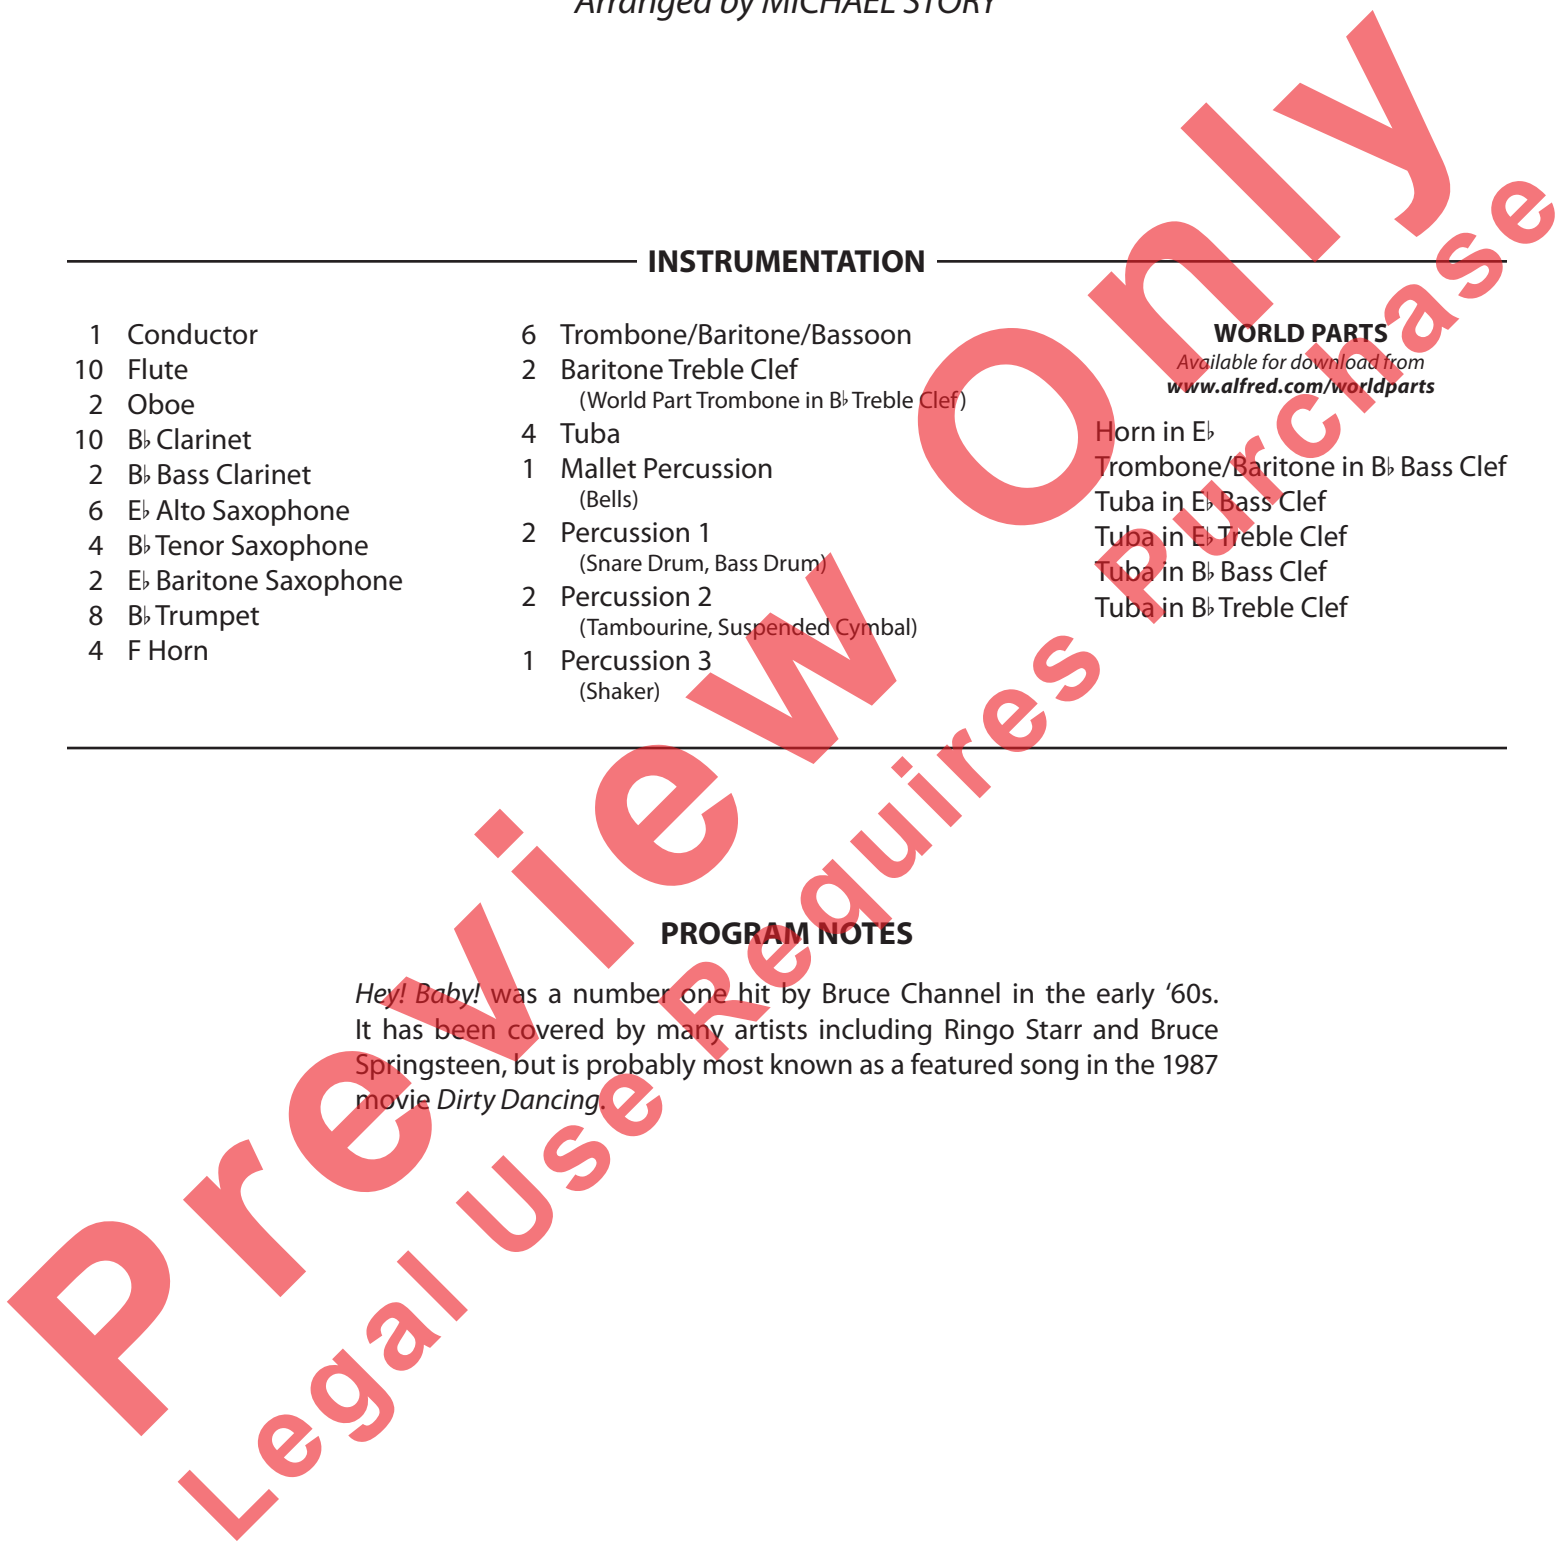 Arranged by MICHAEL STORY
INSTRUMENTATION
1 Conductor
10 Flute
2 Oboe
10 B♭ Clarinet
2 B♭ Bass Clarinet
6 E♭ Alto Saxophone
4 B♭ Tenor Saxophone
2 E♭ Baritone Saxophone
8 B♭ Trumpet
4 F Horn
6 Trombone/Baritone/Bassoon
2 Baritone Treble Clef
(World Part Trombone in B♭ Treble Clef)
4 Tuba
1 Mallet Percussion
(Bells)
2 Percussion 1
(Snare Drum, Bass Drum)
2 Percussion 2
(Tambourine, Suspended Cymbal)
1 Percussion 3
(Shaker)
WORLD PARTS
Available for download from
www.alfred.com/worldparts
Horn in E♭
Trombone/Baritone in B♭ Bass Clef
Tuba in E♭ Bass Clef
Tuba in E♭ Treble Clef
Tuba in B♭ Bass Clef
Tuba in B♭ Treble Clef
PROGRAM NOTES
Hey! Baby! was a number one hit by Bruce Channel in the early ‘60s.
It has been covered by many artists including Ringo Starr and Bruce
Springsteen, but is probably most known as a featured song in the 1987
movie Dirty Dancing.
Preview Only
Legal Use Requires Purchase